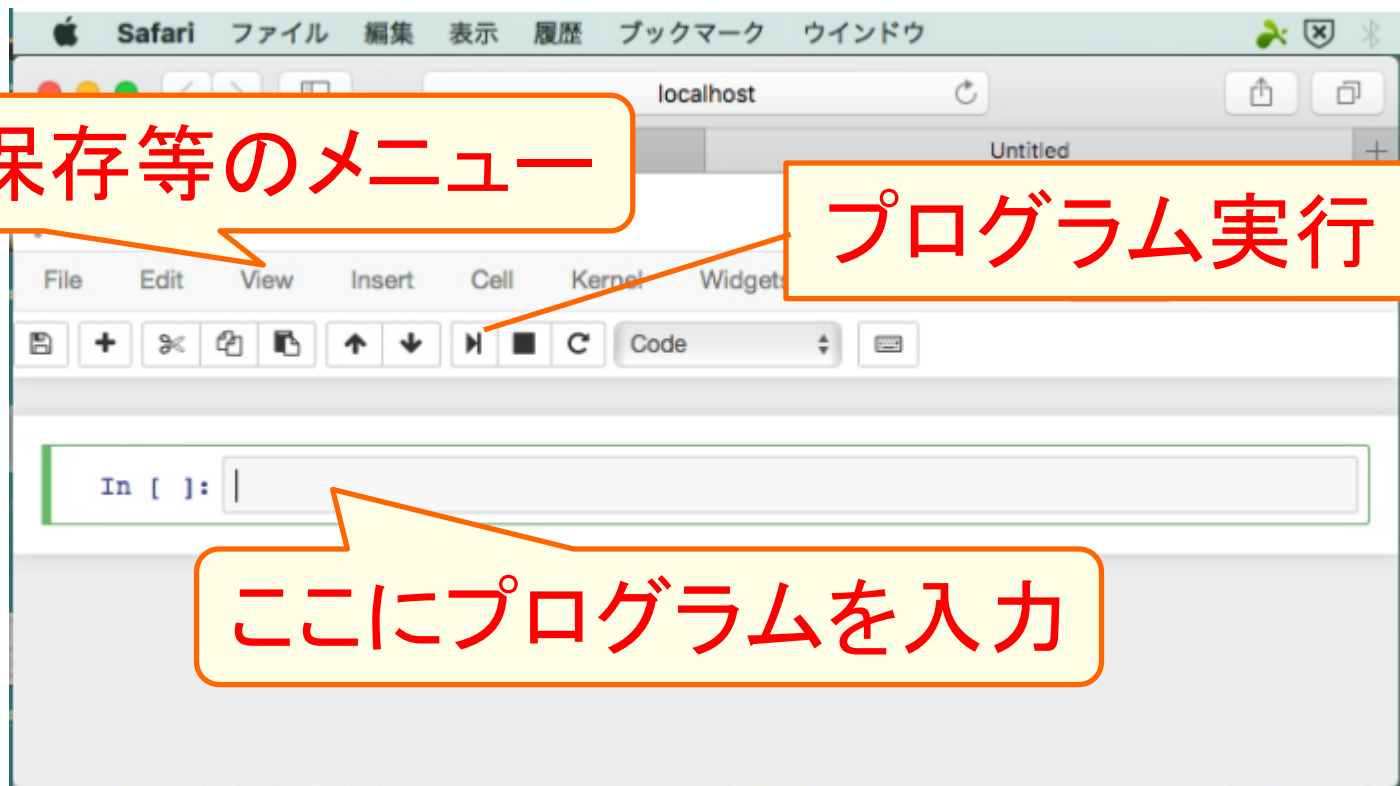 Safari ファイル 編集 表示 履歴 ブックマーク ウインドウ
localhost
Untitled
保存等のメニュー
プログラム実行
File Edit View Insert Cell Kernel Widgets
Code
In [ ]:
ここにプログラムを入力